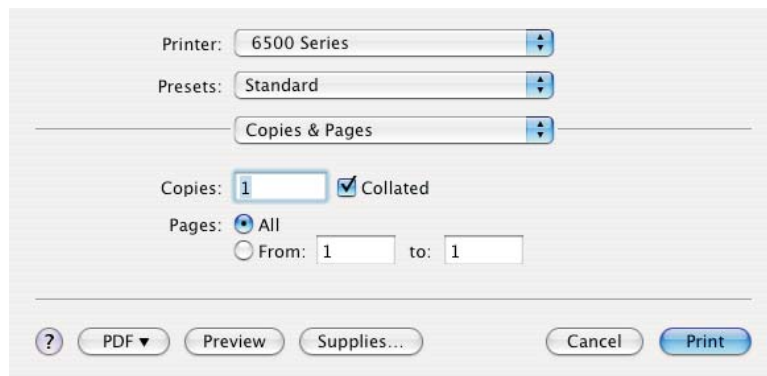 Printer: 6500 Series
Presets: Standard
Copies & Pages
Copies: 1 Collated
Pages: All
From: 1 to: 1
? PDF ▼ Preview Supplies... Cancel Print